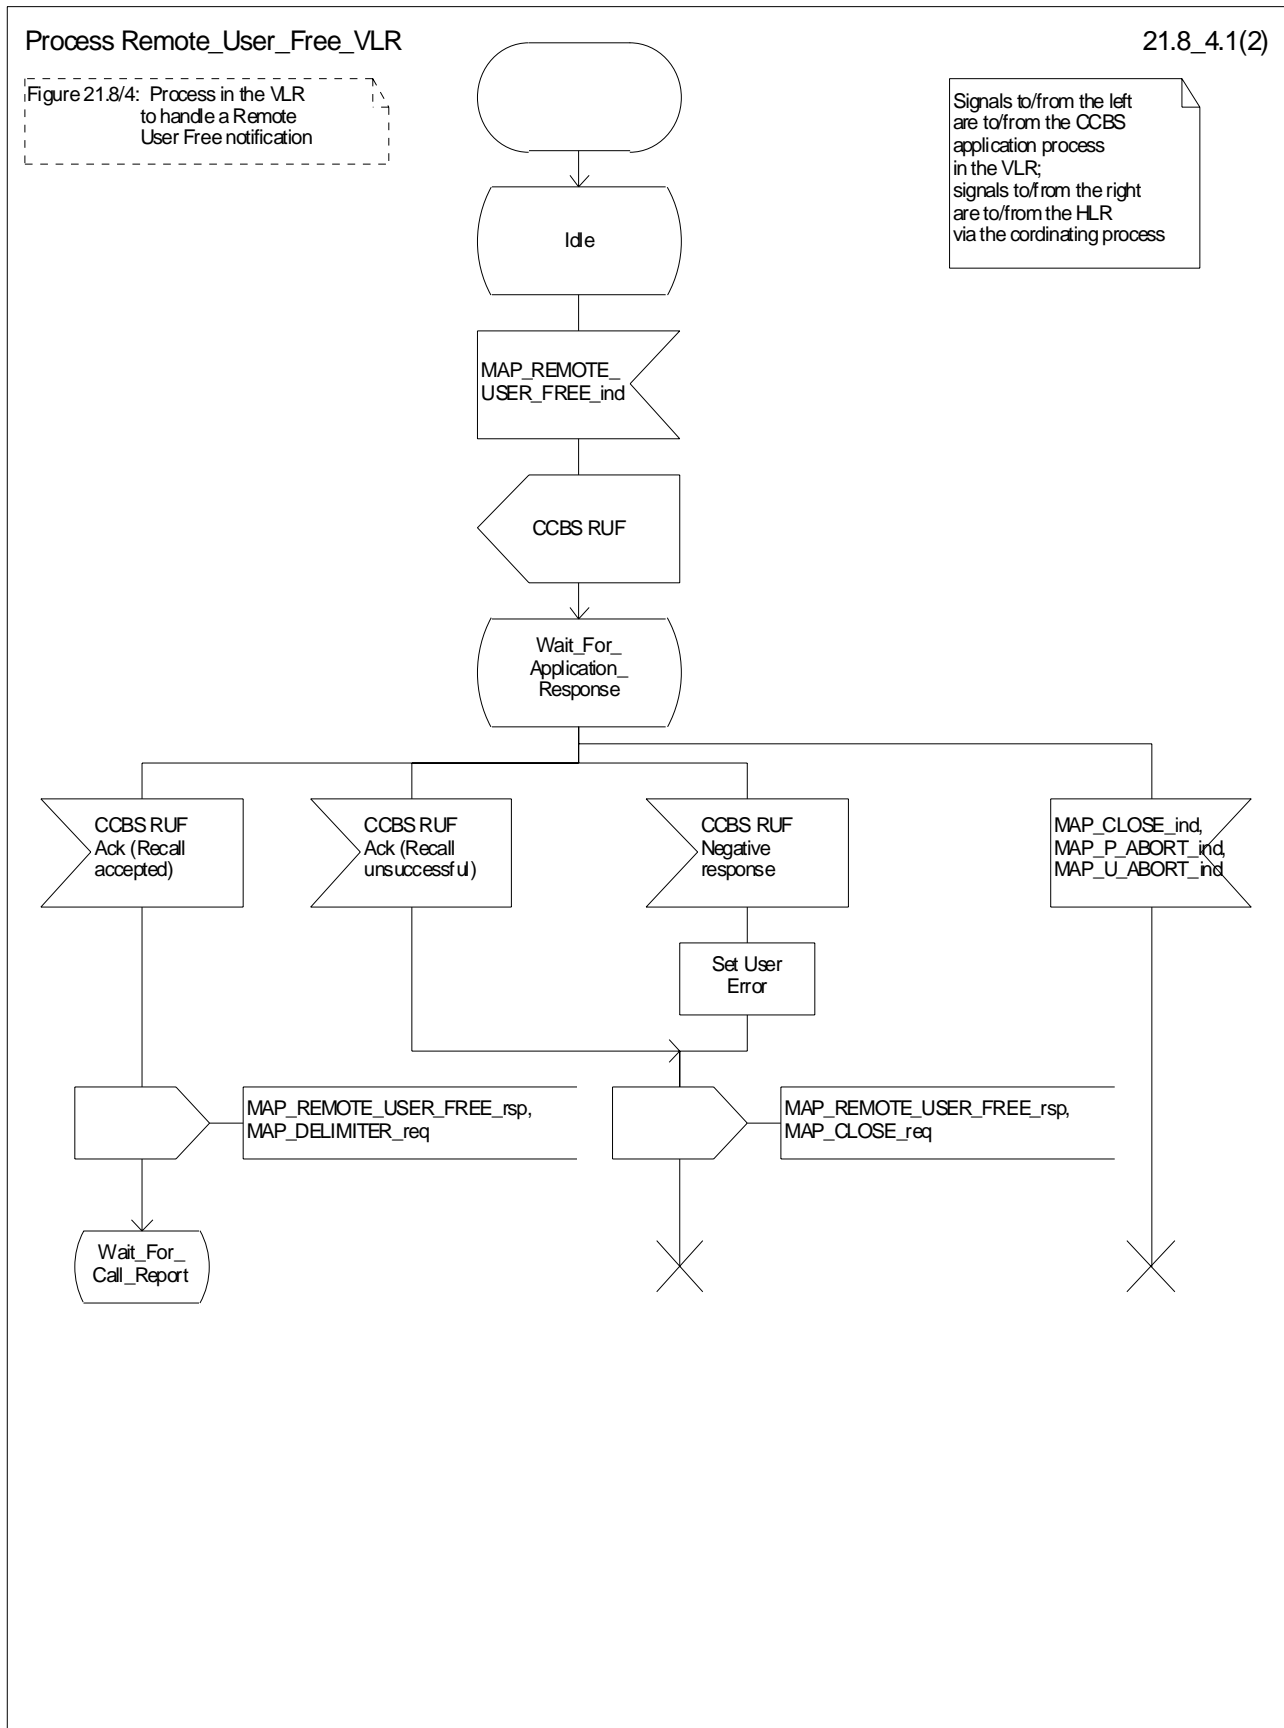 Process Remote_User_Free_VLR
21.8_4.1(2)
Figure 21.8/4: Process in the VLR
to handle a Remote
User Free notification
Signals to/from the left
are to/from the CCBS
application process
in the VLR;
signals to/from the right
are to/from the HLR
via the cordinating process
Idle
MAP_REMOTE_
USER_FREE_ind
CCBS RUF
Wait_For_
Application_
Response
CCBS RUF
Ack (Recall
accepted)
CCBS RUF
Ack (Recall
unsuccessful)
CCBS RUF
Negative
response
MAP_CLOSE_ind,
MAP_P_ABORT_ind,
MAP_U_ABORT_ind
Set User
Error
MAP_REMOTE_USER_FREE_rsp,
MAP_DELIMITER_req
MAP_REMOTE_USER_FREE_rsp,
MAP_CLOSE_req
Wait_For_
Call_Report